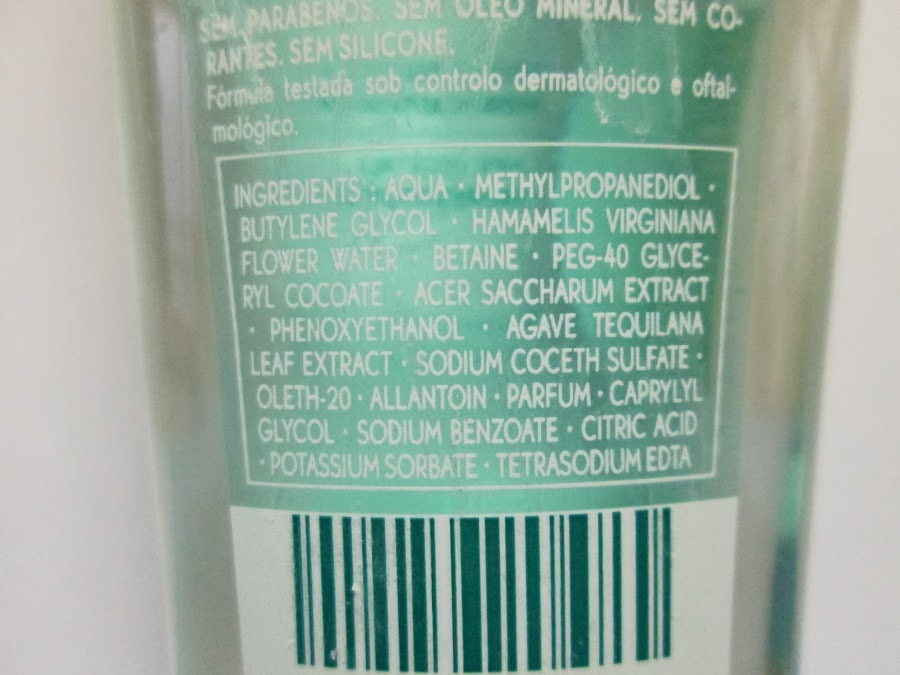 SEM PARABENOS. SEM ÓLEO MINERAL. SEM CO-
RANTES. SEM SILICONE.
Fórmula testada sob controlo dermatológico e oftal-
mológico.
INGREDIENTS : AQUA · METHYLPROPANEDIOL ·
BUTYLENE GLYCOL · HAMAMELIS VIRGINIANA
FLOWER WATER · BETAINE · PEG-40 GLYCE-
RYL COCOATE · ACER SACCHARUM EXTRACT
· PHENOXYETHANOL · AGAVE TEQUILANA
LEAF EXTRACT · SODIUM COCETH SULFATE ·
OLETH-20 · ALLANTOIN · PARFUM · CAPRYLYL
GLYCOL · SODIUM BENZOATE · CITRIC ACID
· POTASSIUM SORBATE · TETRASODIUM EDTA